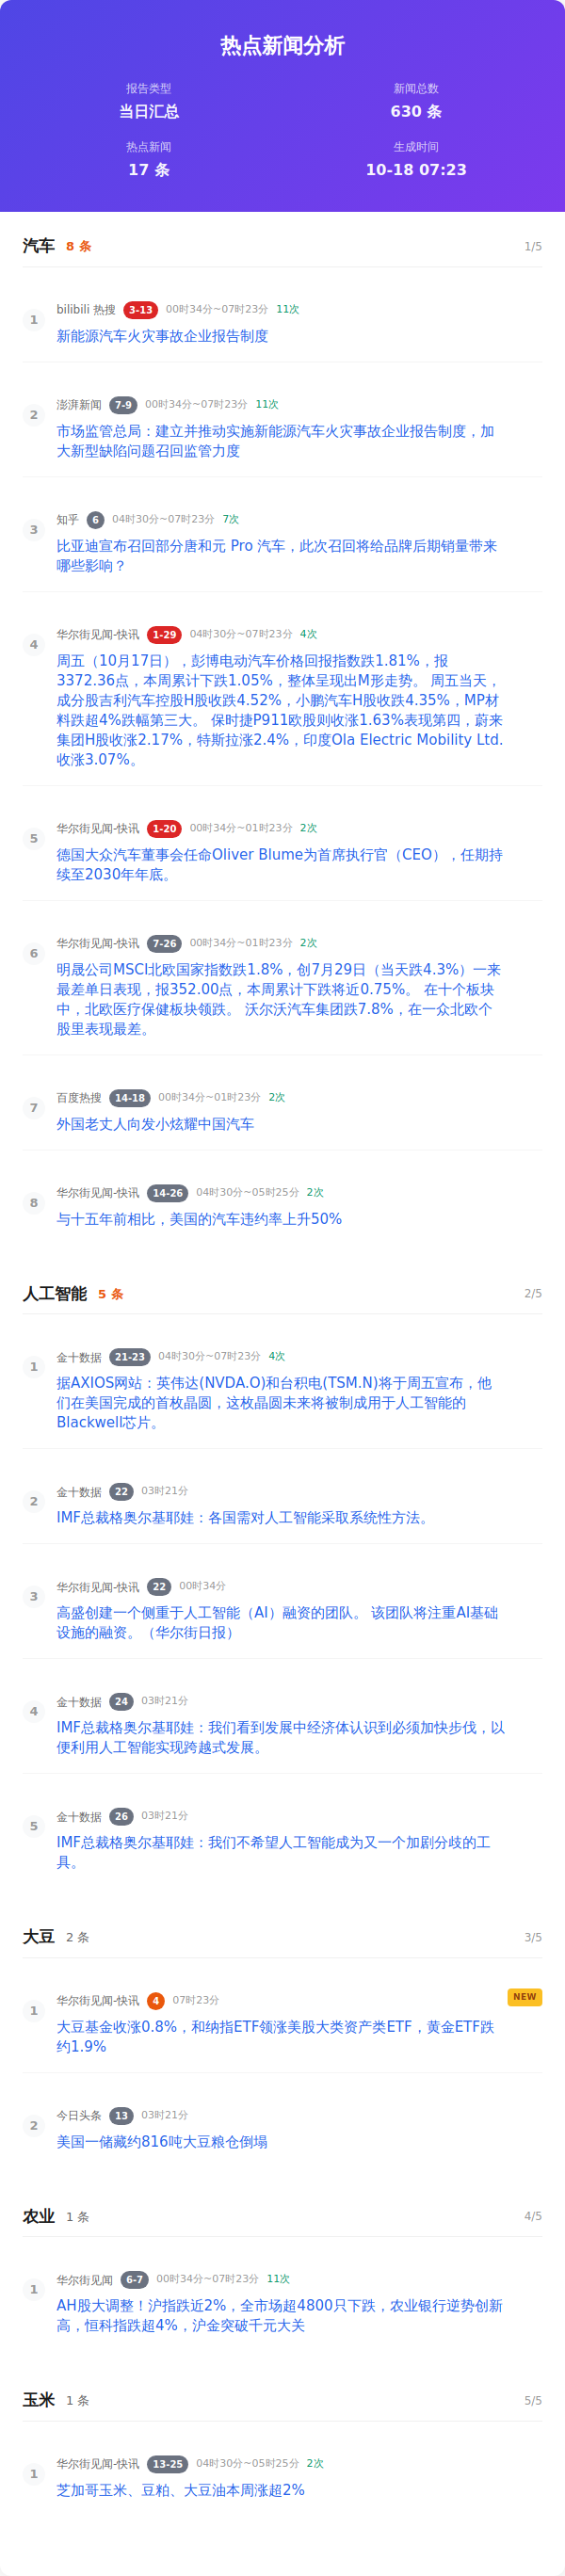 热点新闻分析
报告类型
新闻总数
当日汇总
630 条
热点新闻
生成时间
17 条
10-18 07:23
汽车 8 条 1/5
1
bilibili 热搜 3-13 00时34分~07时23分 11次
新能源汽车火灾事故企业报告制度
2
澎湃新闻 7-9 00时34分~07时23分 11次
市场监管总局：建立并推动实施新能源汽车火灾事故企业报告制度，加
大新型缺陷问题召回监管力度
3
知乎 6 04时30分~07时23分 7次
比亚迪宣布召回部分唐和元 Pro 汽车，此次召回将给品牌后期销量带来
哪些影响？
4
华尔街见闻-快讯 1-29 04时30分~07时23分 4次
周五（10月17日），彭博电动汽车价格回报指数跌1.81%，报
3372.36点，本周累计下跌1.05%，整体呈现出M形走势。 周五当天，
成分股吉利汽车控股H股收跌4.52%，小鹏汽车H股收跌4.35%，MP材
料跌超4%跌幅第三大。 保时捷P911欧股则收涨1.63%表现第四，蔚来
集团H股收涨2.17%，特斯拉涨2.4%，印度Ola Electric Mobility Ltd.
收涨3.07%。
5
华尔街见闻-快讯 1-20 00时34分~01时23分 2次
德国大众汽车董事会任命Oliver Blume为首席执行官（CEO），任期持
续至2030年年底。
6
华尔街见闻-快讯 7-26 00时34分~01时23分 2次
明晟公司MSCI北欧国家指数跌1.8%，创7月29日（当天跌4.3%）一来
最差单日表现，报352.00点，本周累计下跌将近0.75%。 在十个板块
中，北欧医疗保健板块领跌。 沃尔沃汽车集团跌7.8%，在一众北欧个
股里表现最差。
7
百度热搜 14-18 00时34分~01时23分 2次
外国老丈人向发小炫耀中国汽车
8
华尔街见闻-快讯 14-26 04时30分~05时25分 2次
与十五年前相比，美国的汽车违约率上升50%
人工智能 5 条 2/5
1
金十数据 21-23 04时30分~07时23分 4次
据AXIOS网站：英伟达(NVDA.O)和台积电(TSM.N)将于周五宣布，他
们在美国完成的首枚晶圆，这枚晶圆未来将被制成用于人工智能的
Blackwell芯片。
2
金十数据 22 03时21分
IMF总裁格奥尔基耶娃：各国需对人工智能采取系统性方法。
3
华尔街见闻-快讯 22 00时34分
高盛创建一个侧重于人工智能（AI）融资的团队。 该团队将注重AI基础
设施的融资。（华尔街日报）
4
金十数据 24 03时21分
IMF总裁格奥尔基耶娃：我们看到发展中经济体认识到必须加快步伐，以
便利用人工智能实现跨越式发展。
5
金十数据 26 03时21分
IMF总裁格奥尔基耶娃：我们不希望人工智能成为又一个加剧分歧的工
具。
大豆 2 条 3/5
1
华尔街见闻-快讯 4 07时23分 NEW
大豆基金收涨0.8%，和纳指ETF领涨美股大类资产类ETF，黄金ETF跌
约1.9%
2
今日头条 13 03时21分
美国一储藏约816吨大豆粮仓倒塌
农业 1 条 4/5
1
华尔街见闻 6-7 00时34分~07时23分 11次
AH股大调整！沪指跌近2%，全市场超4800只下跌，农业银行逆势创新
高，恒科指跌超4%，沪金突破千元大关
玉米 1 条 5/5
1
华尔街见闻-快讯 13-25 04时30分~05时25分 2次
芝加哥玉米、豆粕、大豆油本周涨超2%